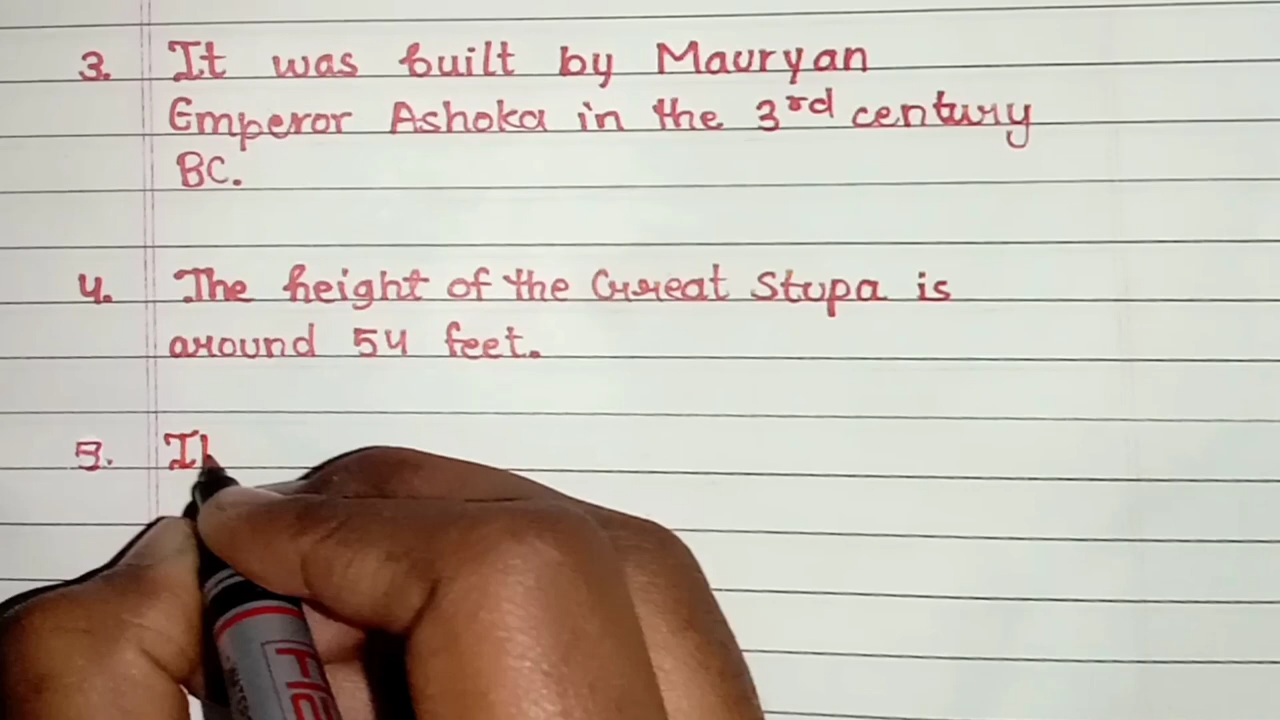 3. It was built by Mauryan
Emperor Ashoka in the 3rd century
BC.
4. The height of the Great Stupa is
around 54 feet.
5. I